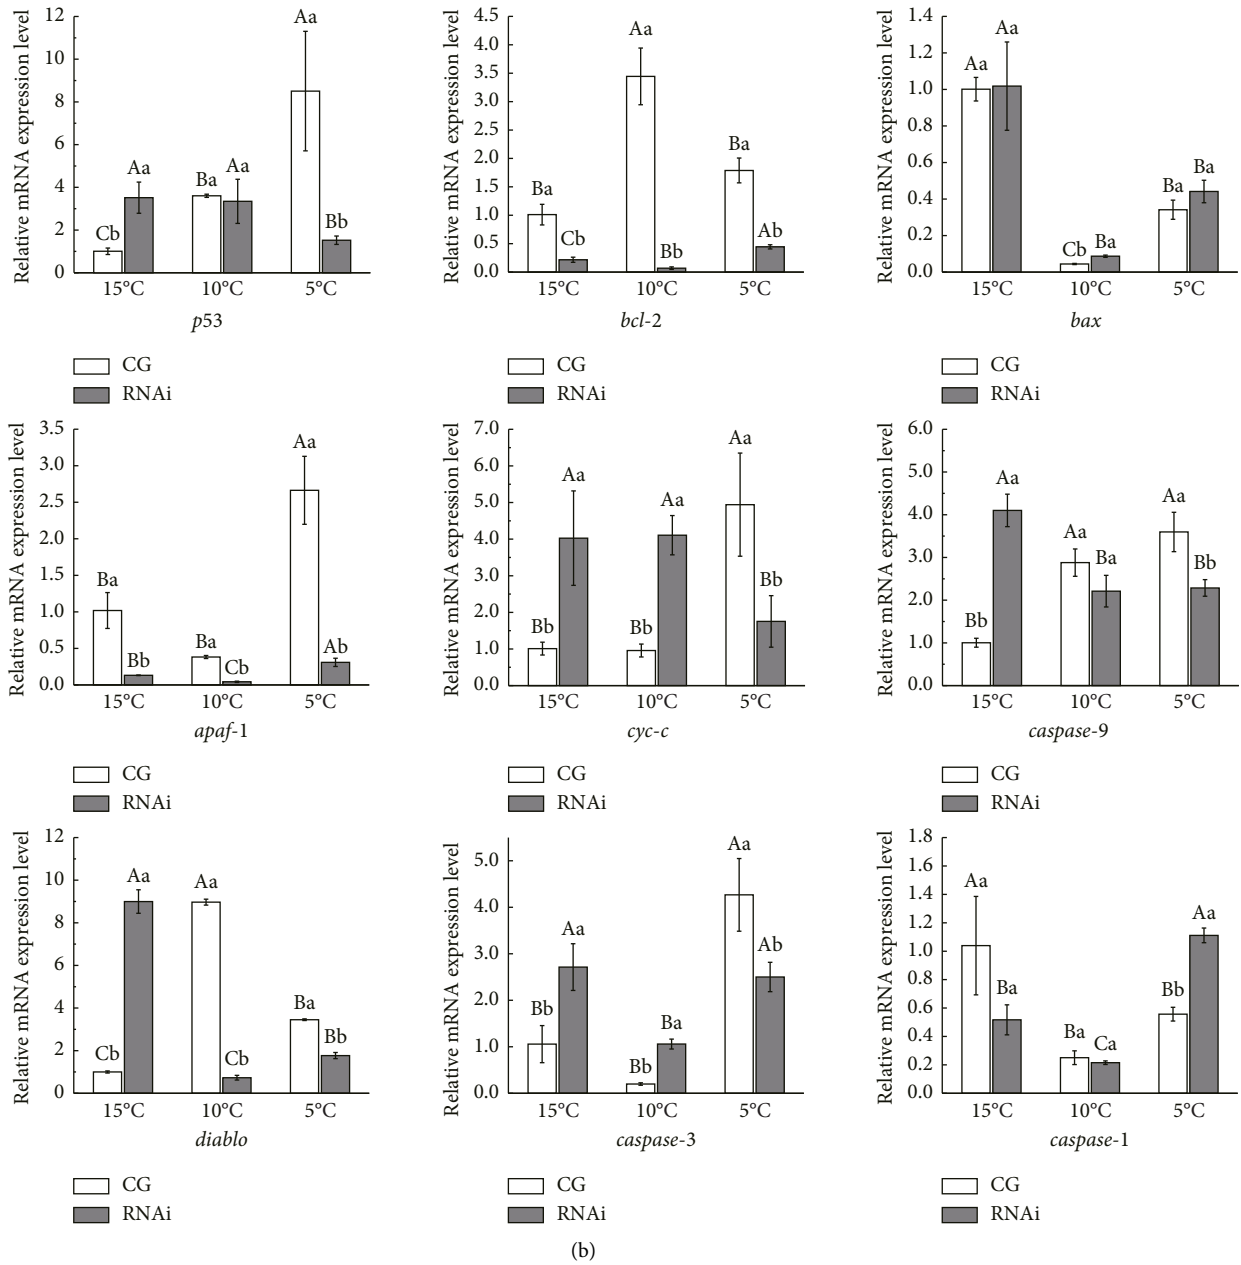 Relative mRNA expression level
12
10
8
6
4
2
0
Cb
Aa
Ba
Aa
Aa
Bb
15°C
10°C
5°C
p53
CG
RNAi
Relative mRNA expression level
4.5
4.0
3.5
3.0
2.5
2.0
1.5
1.0
0.5
0.0
Ba
Cb
Aa
Bb
Ba
Ab
15°C
10°C
5°C
bcl-2
CG
RNAi
Relative mRNA expression level
1.4
1.2
1.0
0.8
0.6
0.4
0.2
0.0
Aa
Aa
Cb
Ba
Ba
Ba
15°C
10°C
5°C
bax
CG
RNAi
Relative mRNA expression level
3.5
3.0
2.5
2.0
1.5
1.0
0.5
0.0
Ba
Bb
Ba
Cb
Aa
Ab
15°C
10°C
5°C
apaf-1
CG
RNAi
Relative mRNA expression level
7.0
6.0
5.0
4.0
3.0
2.0
1.0
0.0
Bb
Aa
Bb
Aa
Aa
Bb
15°C
10°C
5°C
cyc-c
CG
RNAi
Relative mRNA expression level
6.0
5.0
4.0
3.0
2.0
1.0
0.0
Bb
Aa
Aa
Ba
Aa
Bb
15°C
10°C
5°C
caspase-9
CG
RNAi
Relative mRNA expression level
12
10
8
6
4
2
0
Cb
Aa
Aa
Cb
Ba
Bb
15°C
10°C
5°C
diablo
CG
RNAi
Relative mRNA expression level
5.0
4.0
3.0
2.0
1.0
0.0
Bb
Aa
Bb
Ba
Aa
Ab
15°C
10°C
5°C
caspase-3
CG
RNAi
Relative mRNA expression level
1.8
1.6
1.4
1.2
1.0
0.8
0.6
0.4
0.2
0.0
Aa
Ba
Ba
Ca
Bb
Aa
15°C
10°C
5°C
caspase-1
CG
RNAi
(b)